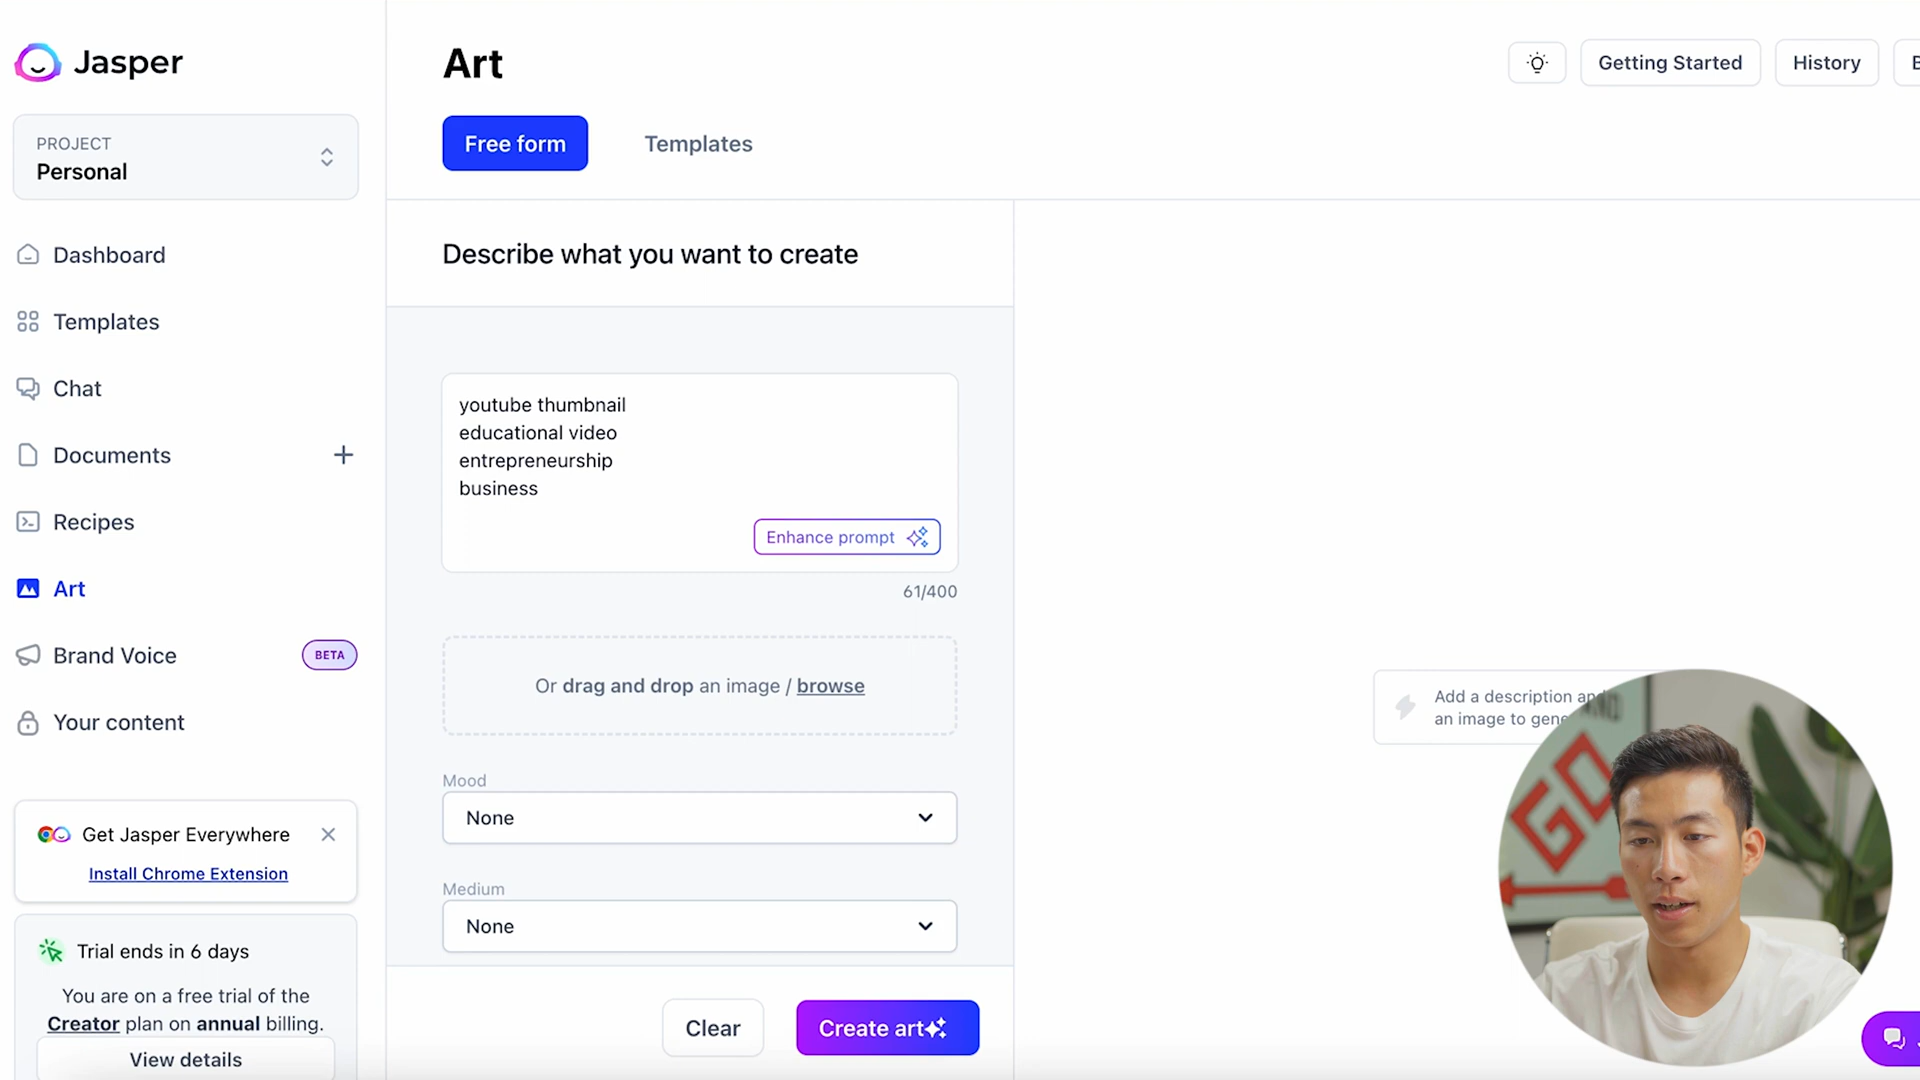 Jasper
PROJECT
Personal
Dashboard
Templates
Chat
Documents
Recipes
Art
Brand Voice
BETA
Your content
Get Jasper Everywhere
Install Chrome Extension
Trial ends in 6 days
You are on a free trial of the
Creator plan on annual billing.
View details
Art
Getting Started
History
Free form
Templates
Describe what you want to create
youtube thumbnail
educational video
entrepreneurship
business
Enhance prompt
61/400
Or drag and drop an image / browse
Mood
None
Medium
None
Clear
Create art
Add a description and
an image to gene
GO